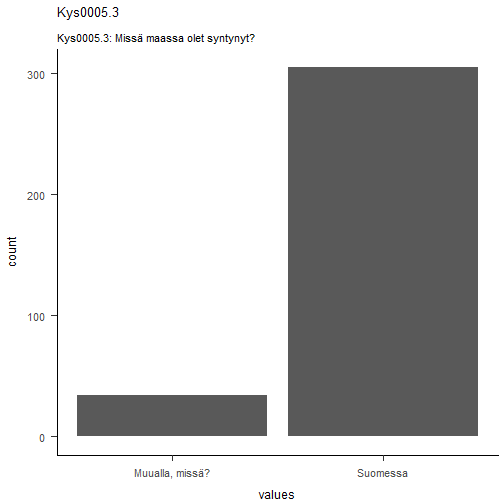 Kys0005.3
Kys0005.3: Missä maassa olet syntynyt?
300
200
100
0
count
Muualla, missä?
Suomessa
values